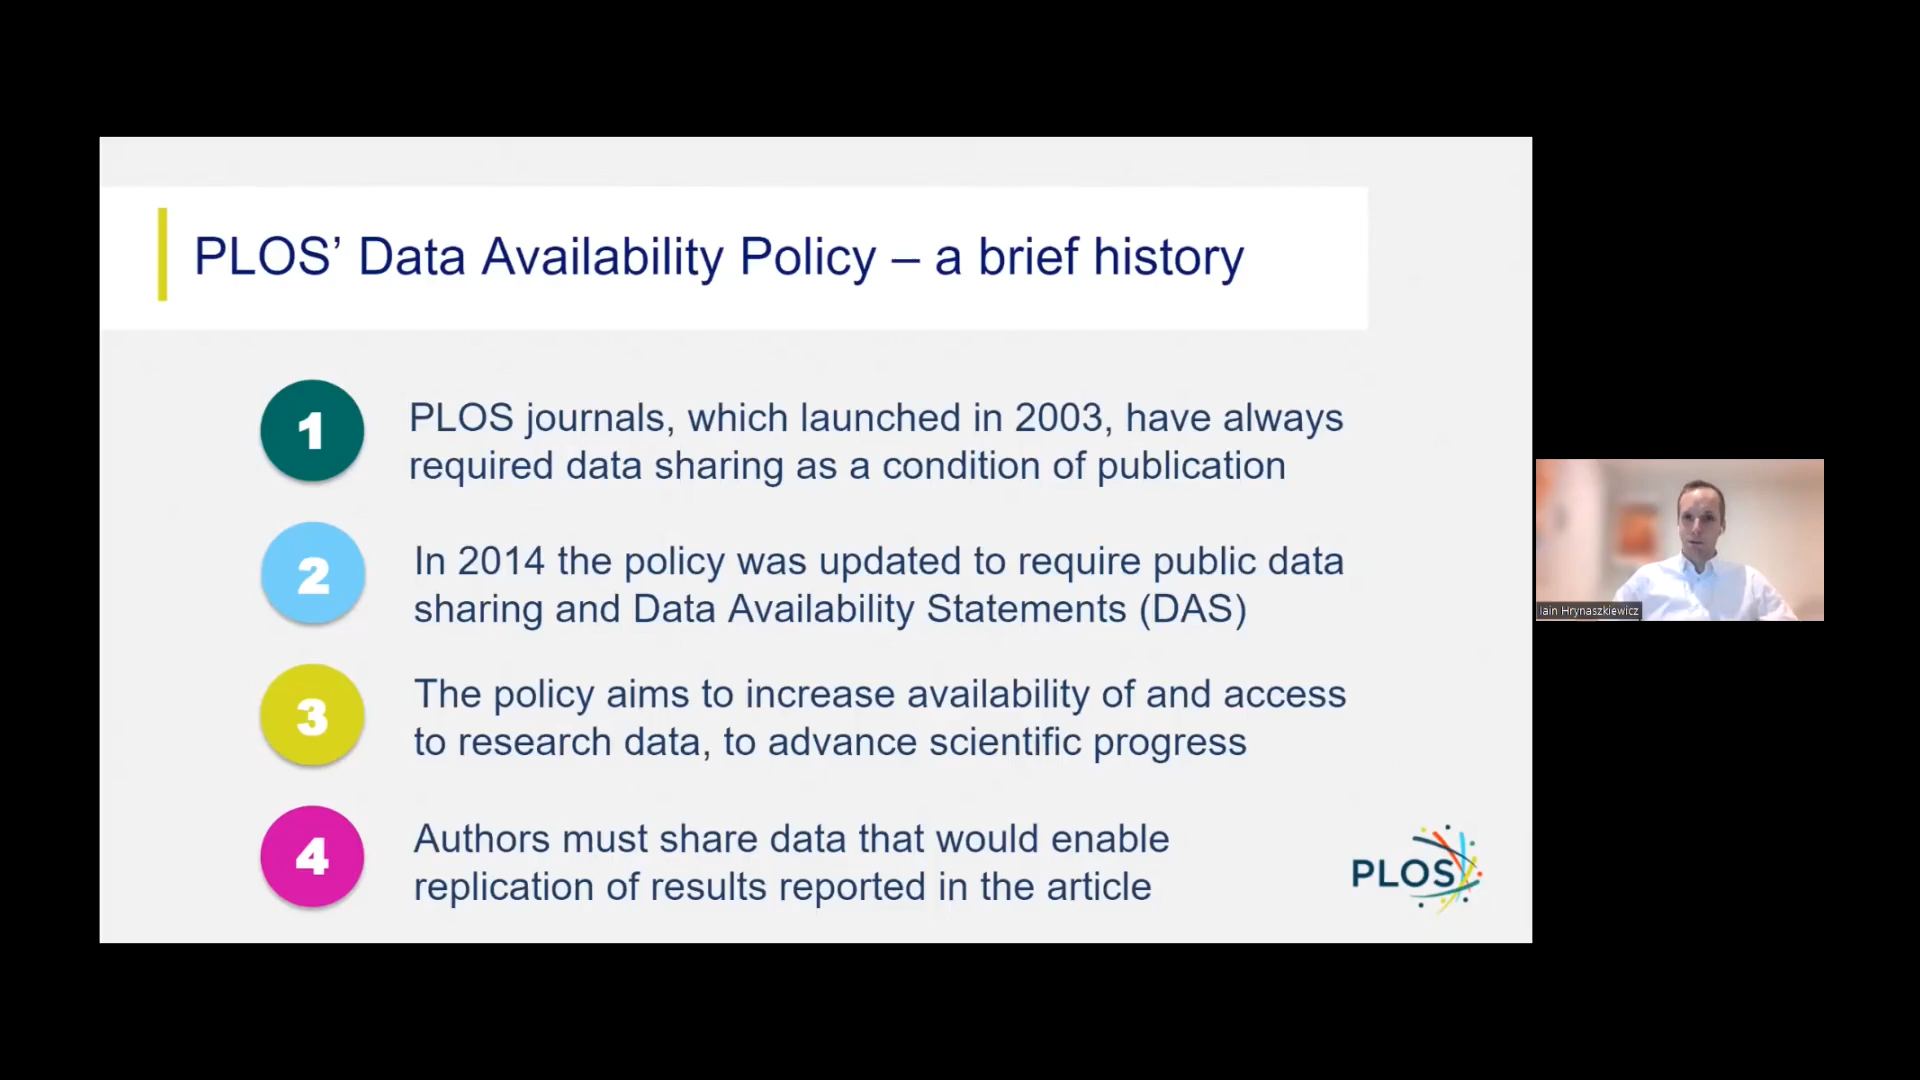 PLOS’ Data Availability Policy – a brief history
1
PLOS journals, which launched in 2003, have always
required data sharing as a condition of publication
2
In 2014 the policy was updated to require public data
sharing and Data Availability Statements (DAS)
3
The policy aims to increase availability of and access
to research data, to advance scientific progress
4
Authors must share data that would enable
replication of results reported in the article
PLOS
Iain Hrynaszkiewicz